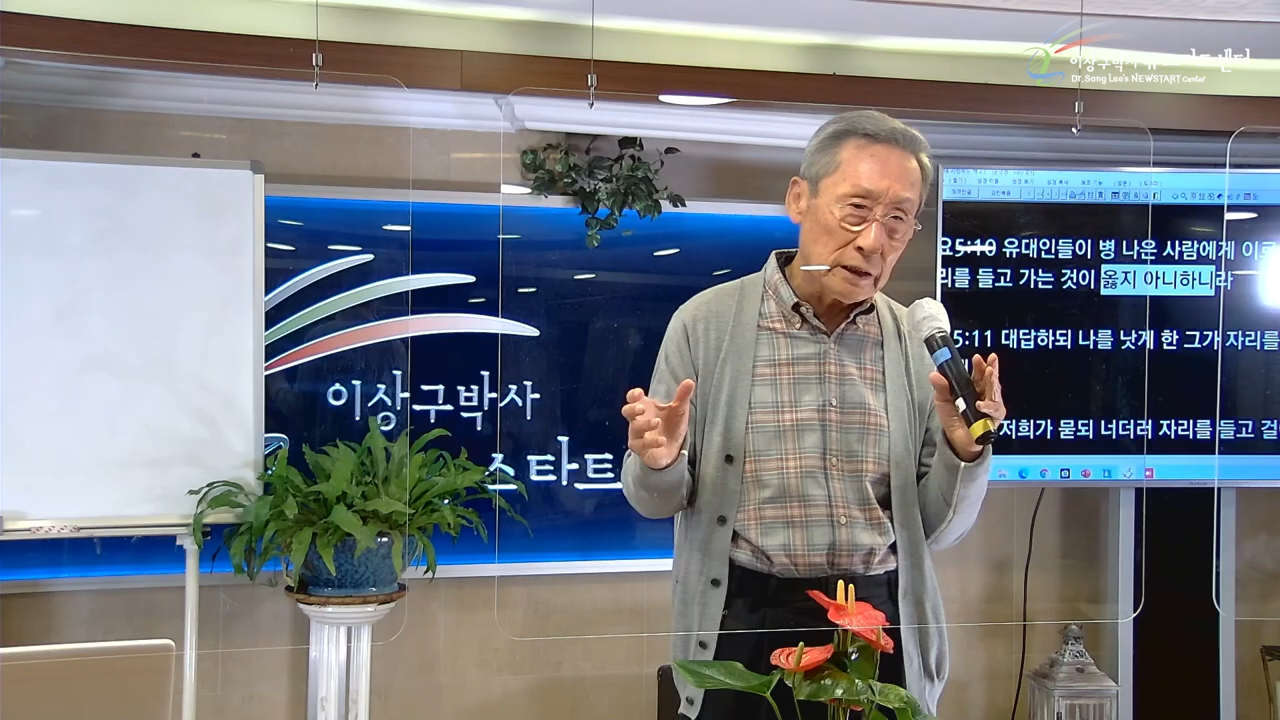 이상구박사 뉴스타트 센터
Dr. Sang Lee's NEWSTART Center
이상구박사
스타트
요5:10 유대인들이 병 나은 사람에게 이르
리를 들고 가는 것이 옳지 아니하니라
5:11 대답하되 나를 낫게 한 그가 자리를
저희가 묻되 너더러 자리를 들고 걸